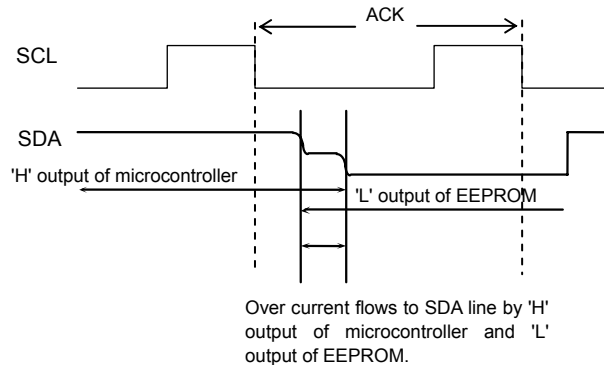 ACK
SCL
SDA
'H' output of microcontroller
'L' output of EEPROM
Over current flows to SDA line by 'H'
output of microcontroller and 'L'
output of EEPROM.